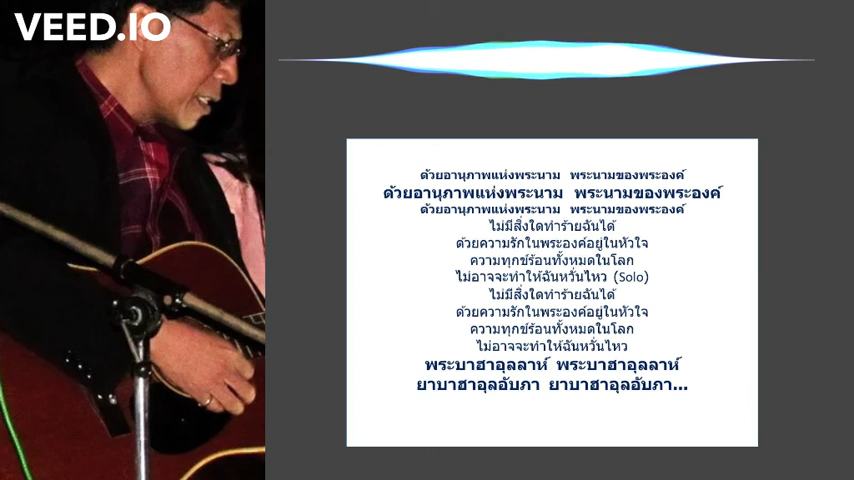 VEED.IO
ด้วยอานุภาพแห่งพระนาม พระนามของพระองค์
ด้วยอานุภาพแห่งพระนาม พระนามของพระองค์
ด้วยอานุภาพแห่งพระนาม พระนามของพระองค์
ไม่มีสิ่งใดทำร้ายฉันได้
ด้วยความรักในพระองค์อยู่ในหัวใจ
ความทุกข์ร้อนทั้งหมดในโลก
ไม่อาจจะทำให้ฉันหวั่นไหว (Solo)
ไม่มีสิ่งใดทำร้ายฉันได้
ด้วยความรักในพระองค์อยู่ในหัวใจ
ความทุกข์ร้อนทั้งหมดในโลก
ไม่อาจจะทำให้ฉันหวั่นไหว
พระบาฮาอุลลาห์ พระบาฮาอุลลาห์
ยาบาฮาอุลอับภา ยาบาฮาอุลอับภา...